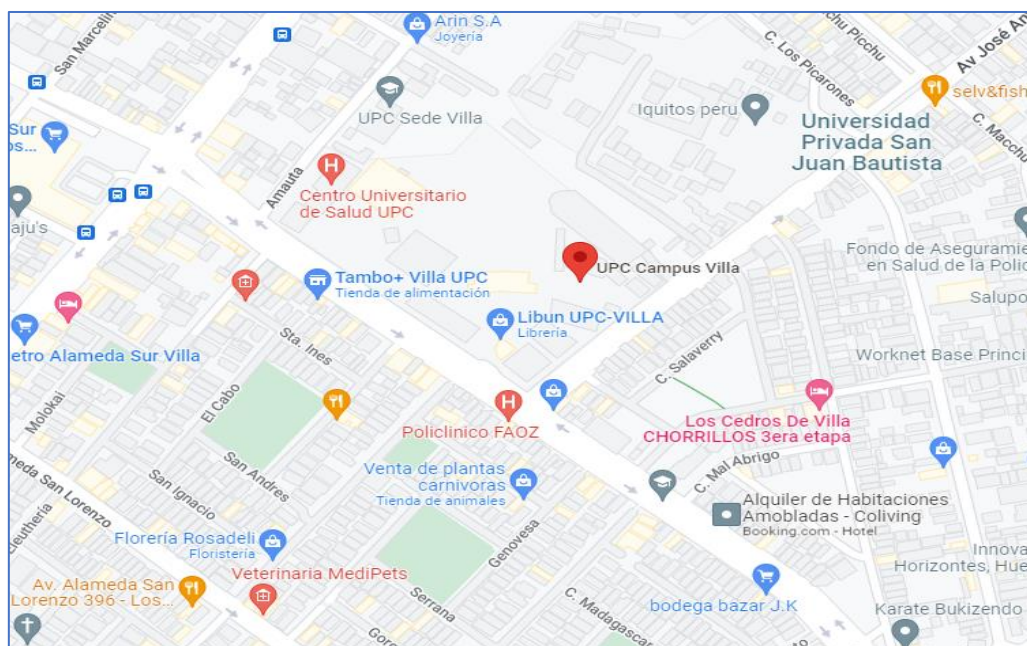 Arin S.A
Joyería
San Marcelino
C. Los Picarones
Picchu
Av José An
UPC Sede Villa
Iquitos peru
selv&fish
C. Macchu
Universidad
Privada San
Juan Bautista
Sur
os...
Amauta
Centro Universitario
de Salud UPC
aju's
UPC Campus Villa
Fondo de Aseguramie
en Salud de la Polic
Tambo+ Villa UPC
Tienda de alimentación
Salupo
Libun UPC-VILLA
Librería
Sta. Ines
etro Alameda Sur Villa
C. Salaverry
Worknet Base Princi
Molokai
El Cabo
Los Cedros De Villa
CHORRILLOS 3era etapa
Policlinico FAOZ
San Andres
C. Mal Abrigo
Venta de plantas
carnivoras
Tienda de animales
meda San Lorenzo
San Ignacio
Alquiler de Habitaciones
Amobladas - Coliving
Booking.com - Hotel
Genovesa
Florería Rosadeli
Floristería
Innova
Horizontes, Hue
Veterinaria MediPets
Av. Alameda San
Lorenzo 396 - Los...
Serrana
C. Madagascar
bodega bazar J.K
Karate Bukizendo